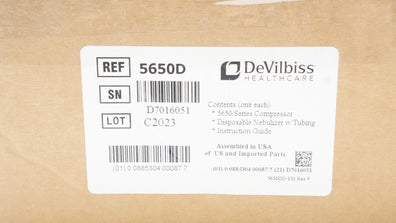 REF 5650D
SN
D7016051
LOT C2023
(01) 0 0885304 00087 7
DeVilbiss
HEALTHCARE
Contents (one each)
* 5650 Series Compressor
* Disposable Nebulizer w/Tubing
* Instruction Guide
Assembled in USA
of US and Imported Parts
(01) 0 0885304 00087 7 (21) D7016051